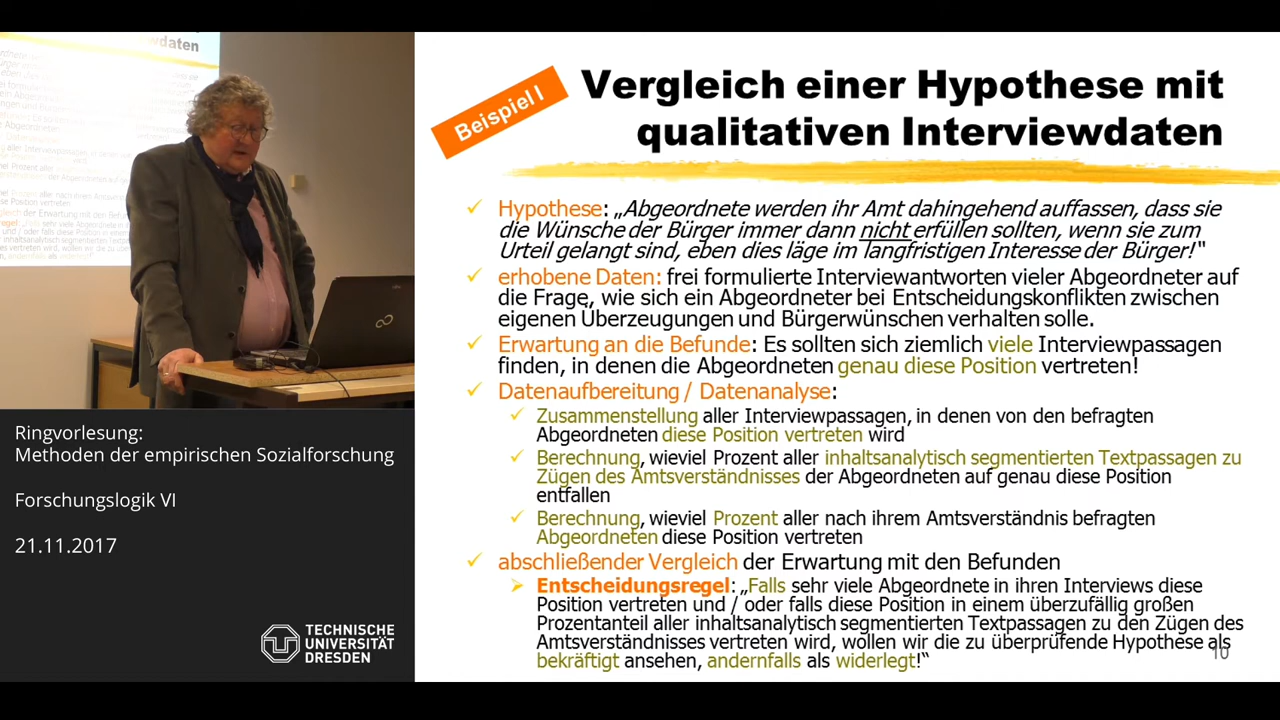 Beispiel I
Vergleich einer Hypothese mit
qualitativen Interviewdaten
✓ Hypothese: „Abgeordnete werden ihr Amt dahingehend auffassen, dass sie
die Wünsche der Bürger immer dann nicht erfüllen sollten, wenn sie zum
Urteil gelangt sind, eben dies läge im langfristigen Interesse der Bürger!“
✓ erhobene Daten: frei formulierte Interviewantworten vieler Abgeordneter auf
die Frage, wie sich ein Abgeordneter bei Entscheidungskonflikten zwischen
eigenen Überzeugungen und Bürgerwünschen verhalten solle.
✓ Erwartung an die Befunde: Es sollten sich ziemlich viele Interviewpassagen
finden, in denen die Abgeordneten genau diese Position vertreten!
✓ Datenaufbereitung / Datenanalyse:
✓ Zusammenstellung aller Interviewpassagen, in denen von den befragten
Abgeordneten diese Position vertreten wird
✓ Berechnung, wieviel Prozent aller inhaltsanalytisch segmentierten Textpassagen zu
Zügen des Amtsverständnisses der Abgeordneten auf genau diese Position
entfallen
✓ Berechnung, wieviel Prozent aller nach ihrem Amtsverständnis befragten
Abgeordneten diese Position vertreten
✓ abschließender Vergleich der Erwartung mit den Befunden
➢ Entscheidungsregel: „Falls sehr viele Abgeordnete in ihren Interviews diese
Position vertreten und / oder falls diese Position in einem überzufällig großen
Prozentanteil aller inhaltsanalytisch segmentierten Textpassagen zu den Zügen des
Amtsverständnisses vertreten wird, wollen wir die zu überprüfende Hypothese als
bekräftigt ansehen, andernfalls als widerlegt!“
10
Ringvorlesung:
Methoden der empirischen Sozialforschung
Forschungslogik VI
21.11.2017
TECHNISCHE
UNIVERSITÄT
DRESDEN